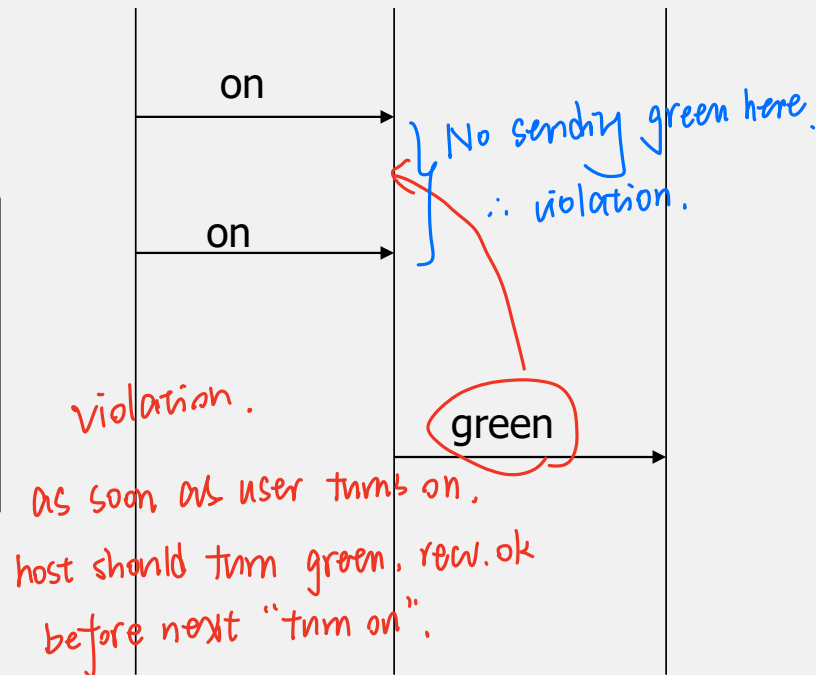 on
No sending green here.
∴ violation.
on
violation.
green
as soon as user turns on,
host should turn green, recv. ok
before next "turn on".